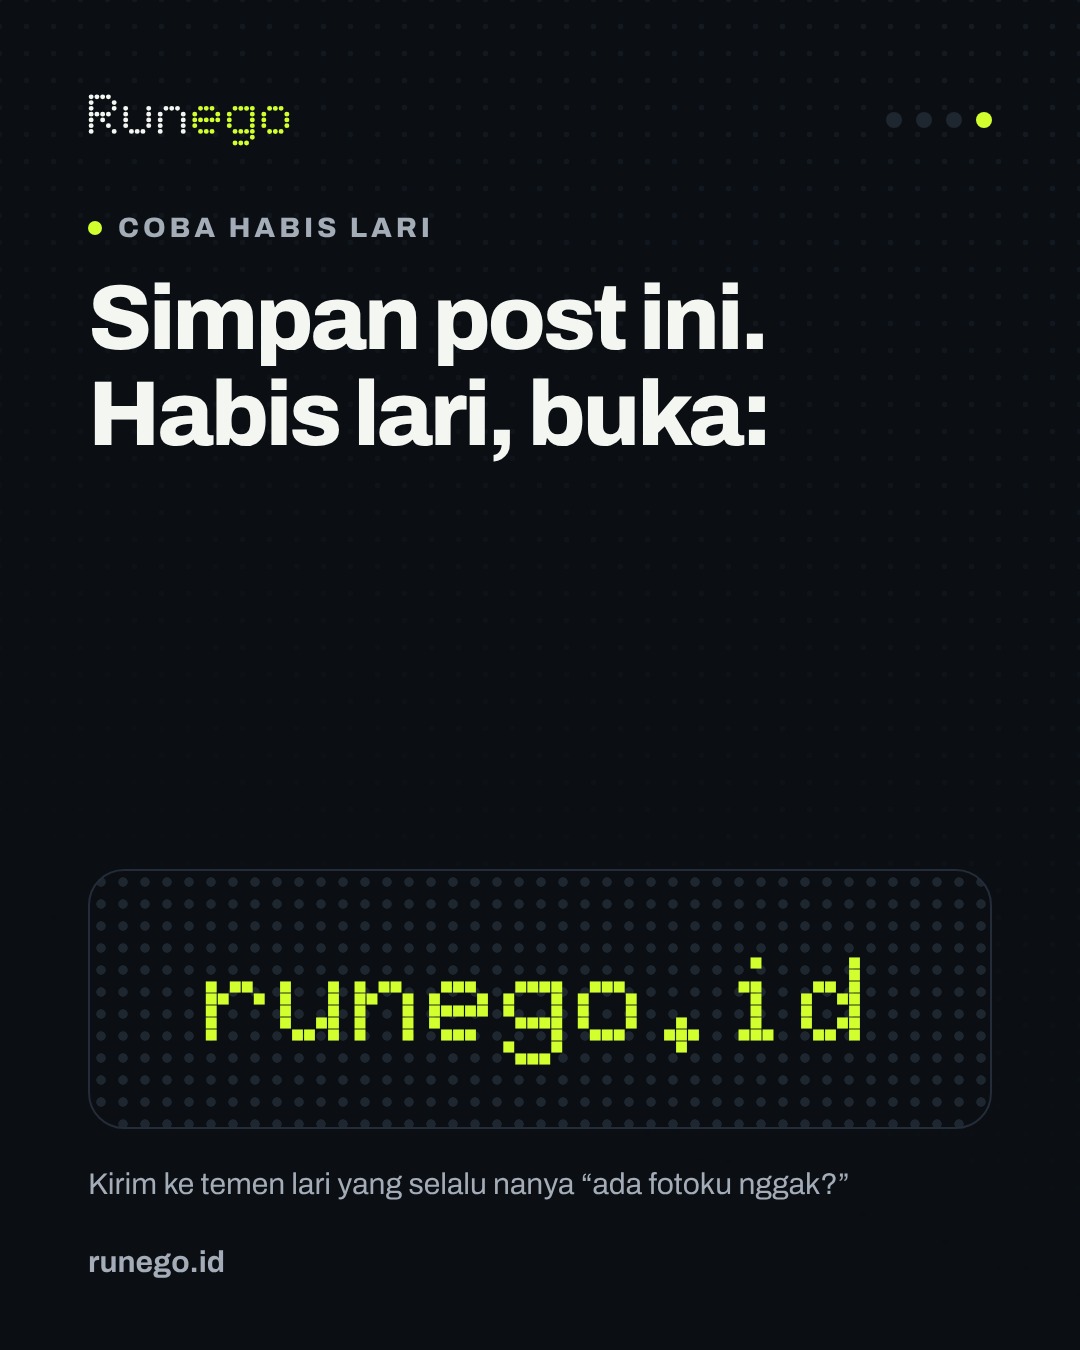 Runego
COBA HABIS LARI
Simpan post ini.
Habis lari, buka:
runego.id
Kirim ke temen lari yang selalu nanya “ada fotoku nggak?”
runego.id